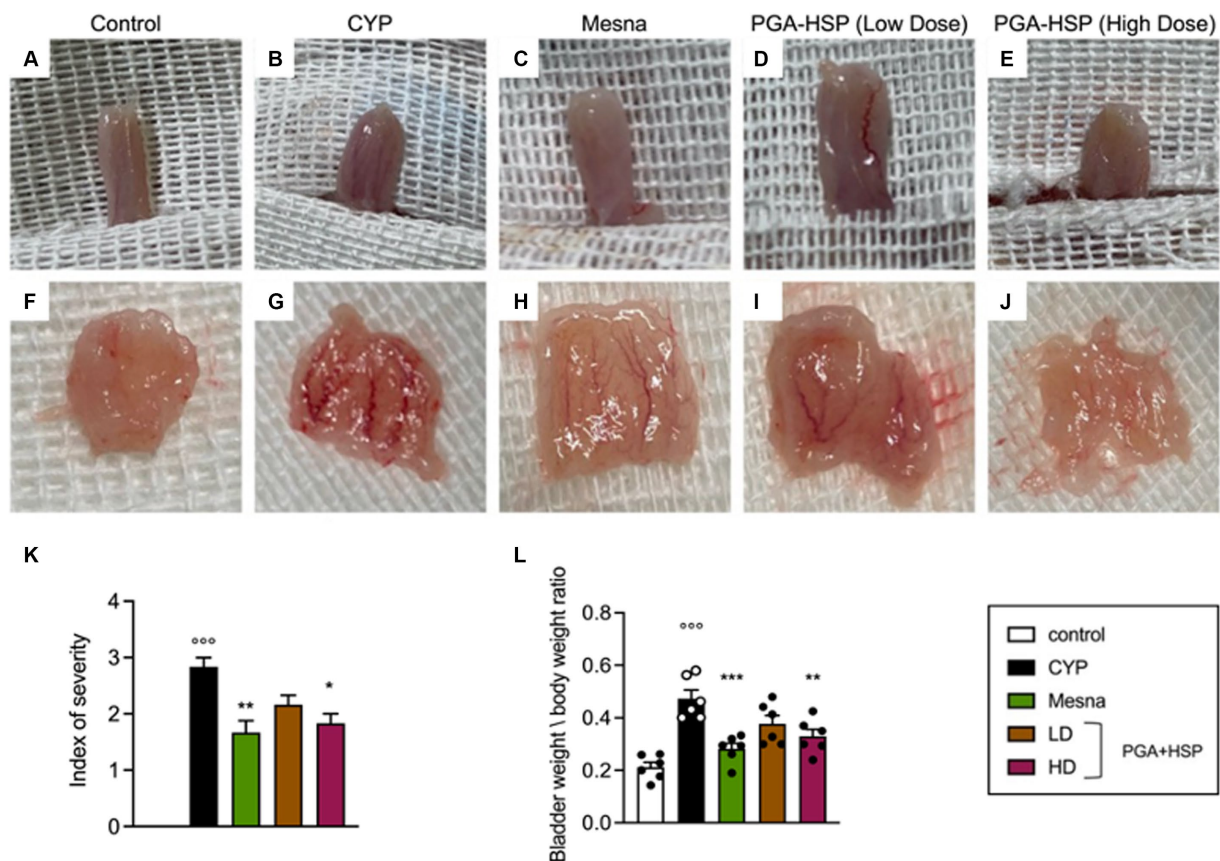 Control CYP Mesna PGA-HSP (Low Dose) PGA-HSP (High Dose)
A B C D E
F G H I J
K L
Index of severity
4
3
2
1
0
°°°
**
*
Bladder weight \ body weight ratio
0.8
0.6
0.4
0.2
0.0
°°°
***
**
control
CYP
Mesna
LD
HD
PGA+HSP